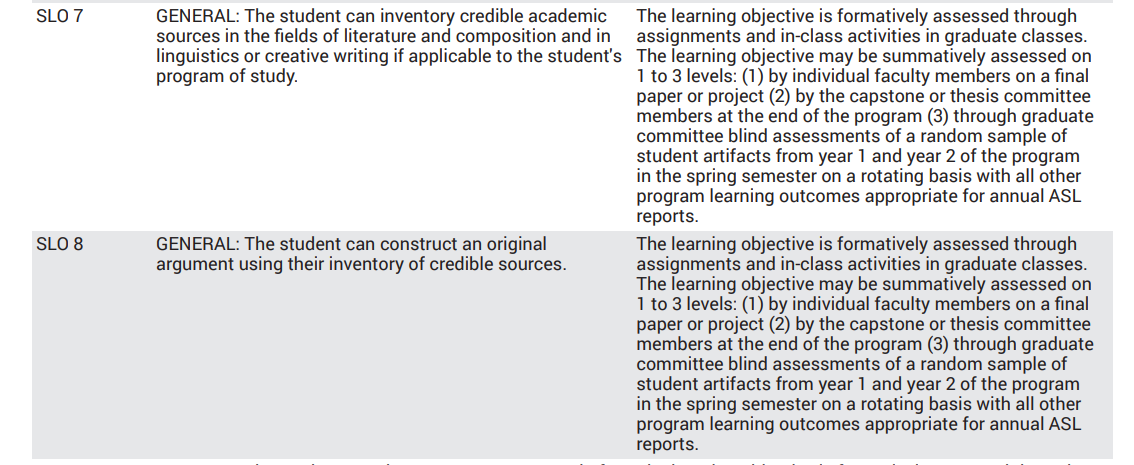 SLO 7
GENERAL: The student can inventory credible academic
sources in the fields of literature and composition and in
linguistics or creative writing if applicable to the student's
program of study.
The learning objective is formatively assessed through
assignments and in-class activities in graduate classes.
The learning objective may be summatively assessed on
1 to 3 levels: (1) by individual faculty members on a final
paper or project (2) by the capstone or thesis committee
members at the end of the program (3) through graduate
committee blind assessments of a random sample of
student artifacts from year 1 and year 2 of the program
in the spring semester on a rotating basis with all other
program learning outcomes appropriate for annual ASL
reports.
SLO 8
GENERAL: The student can construct an original
argument using their inventory of credible sources.
The learning objective is formatively assessed through
assignments and in-class activities in graduate classes.
The learning objective may be summatively assessed on
1 to 3 levels: (1) by individual faculty members on a final
paper or project (2) by the capstone or thesis committee
members at the end of the program (3) through graduate
committee blind assessments of a random sample of
student artifacts from year 1 and year 2 of the program
in the spring semester on a rotating basis with all other
program learning outcomes appropriate for annual ASL
reports.